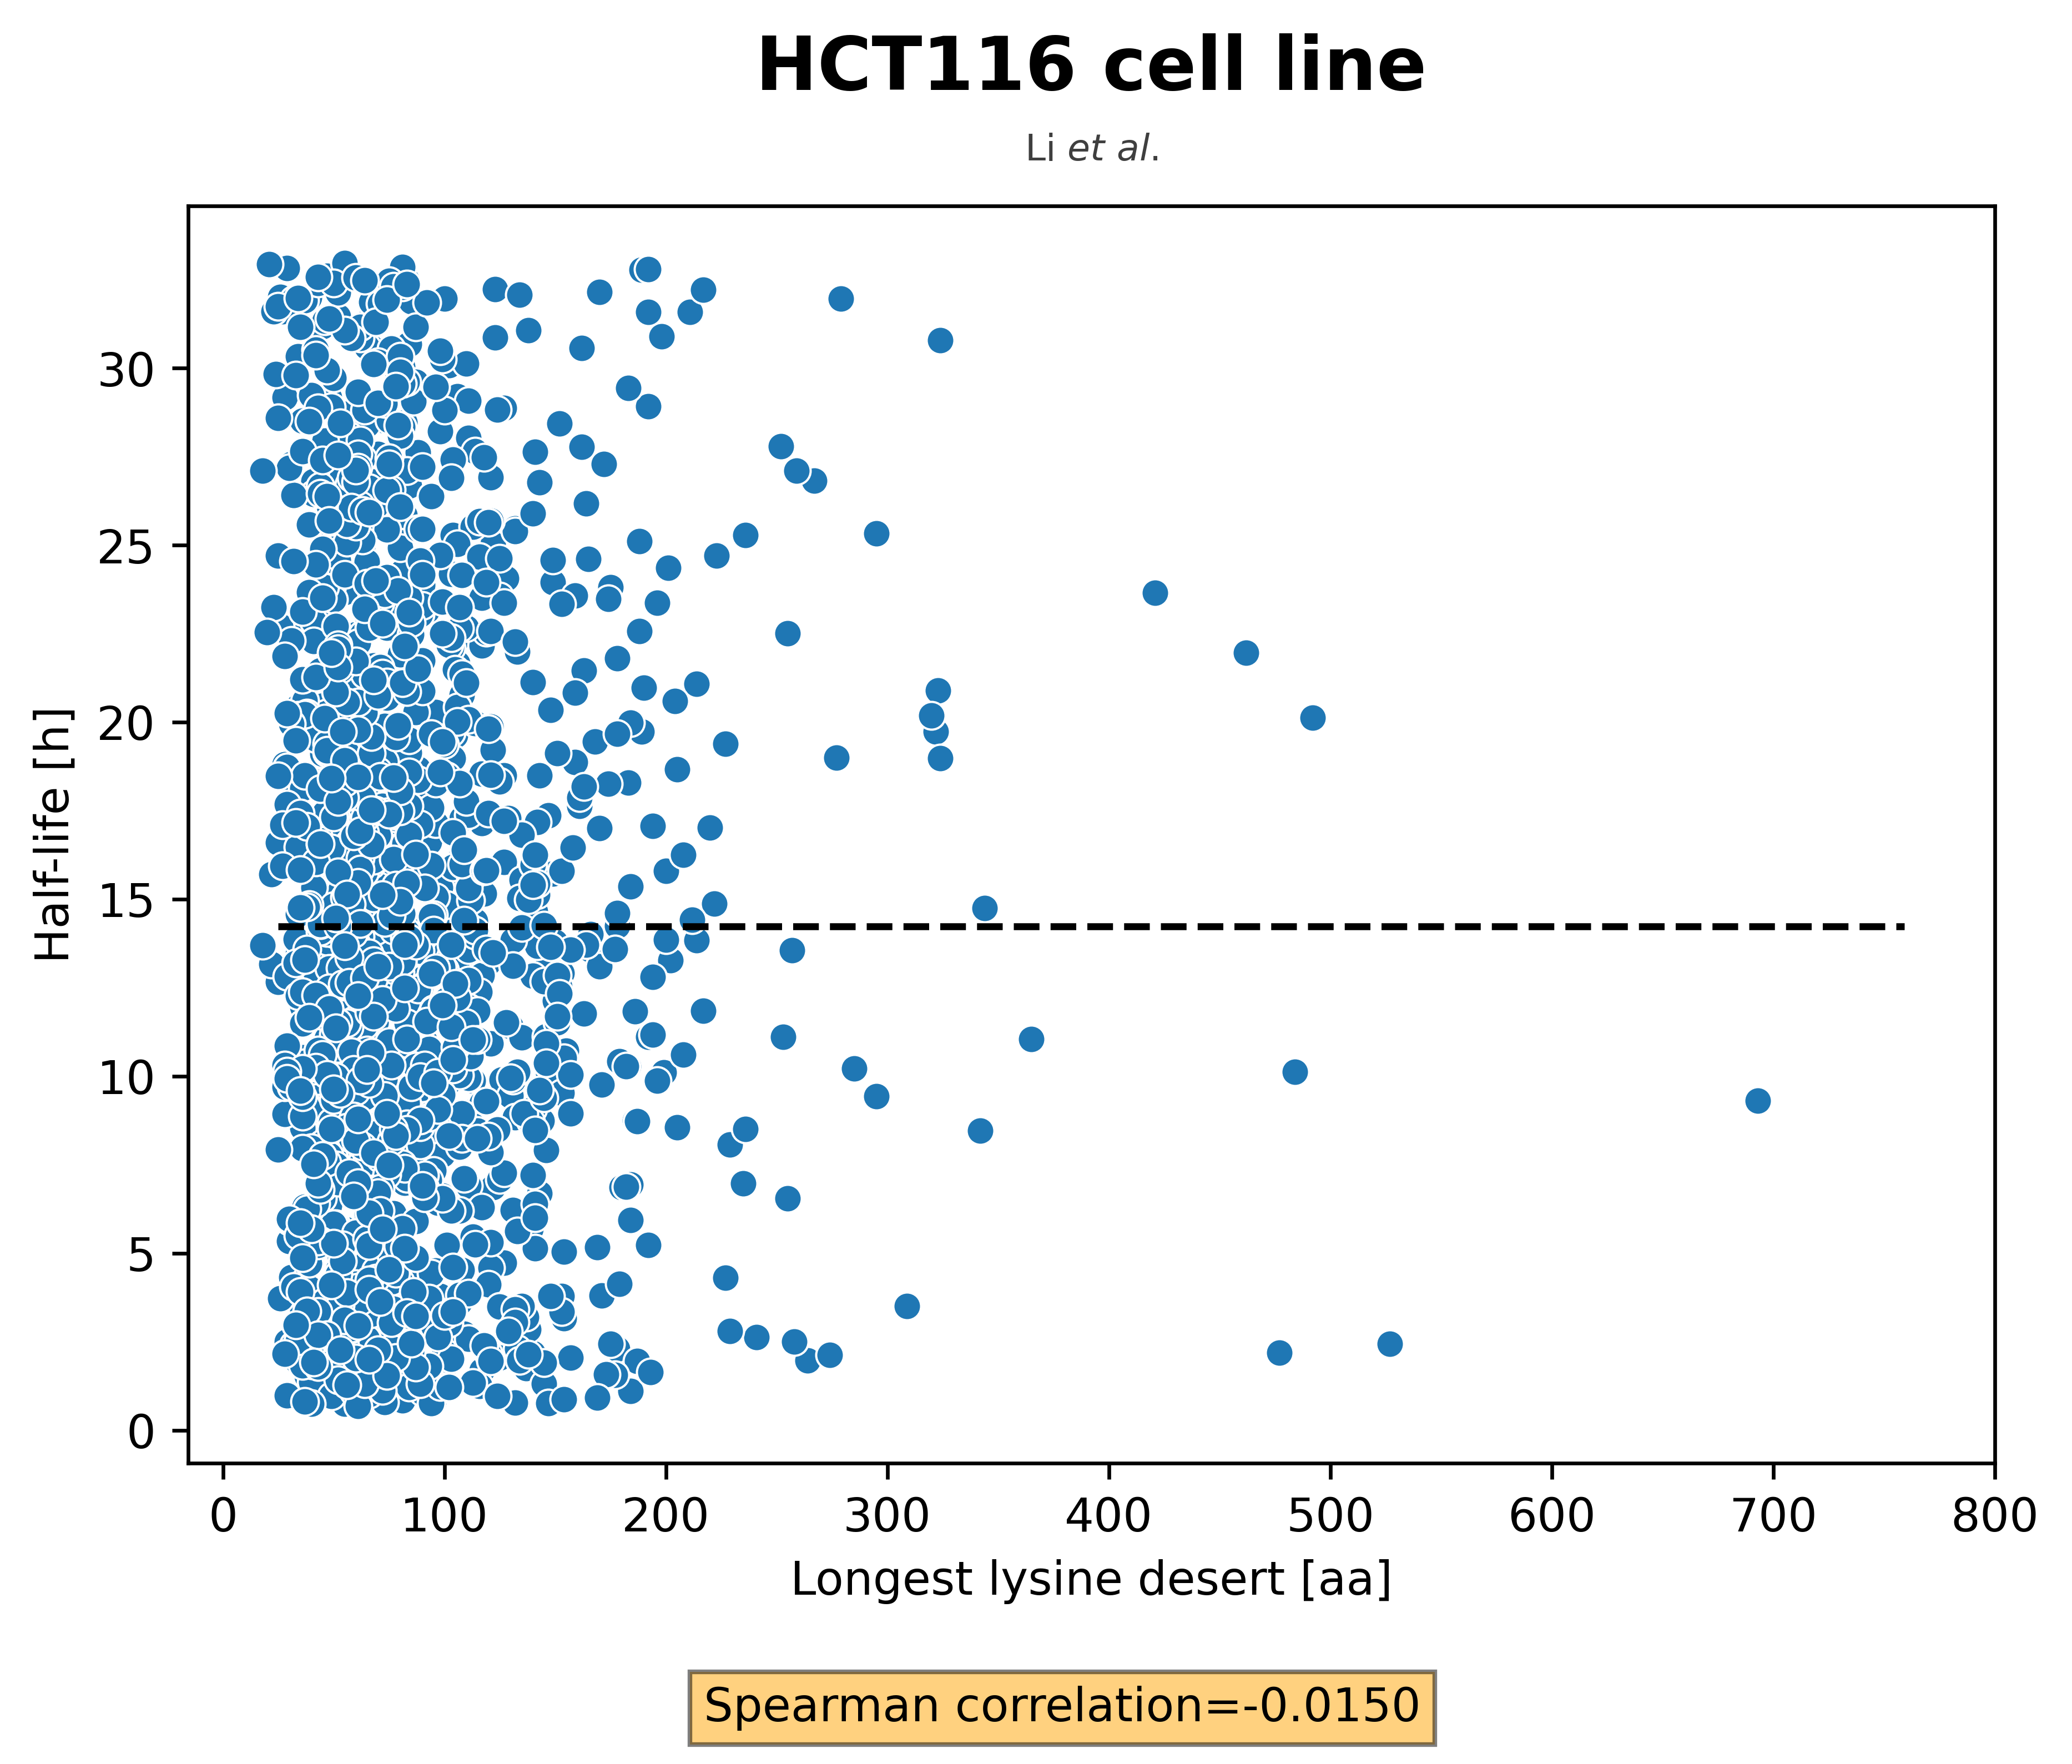 HCT116 cell line
Li et al.
30
25
20
15
10
5
0
Half-life [h]
0 100 200 300 400 500 600 700 800
Longest lysine desert [aa]
Spearman correlation=-0.0150